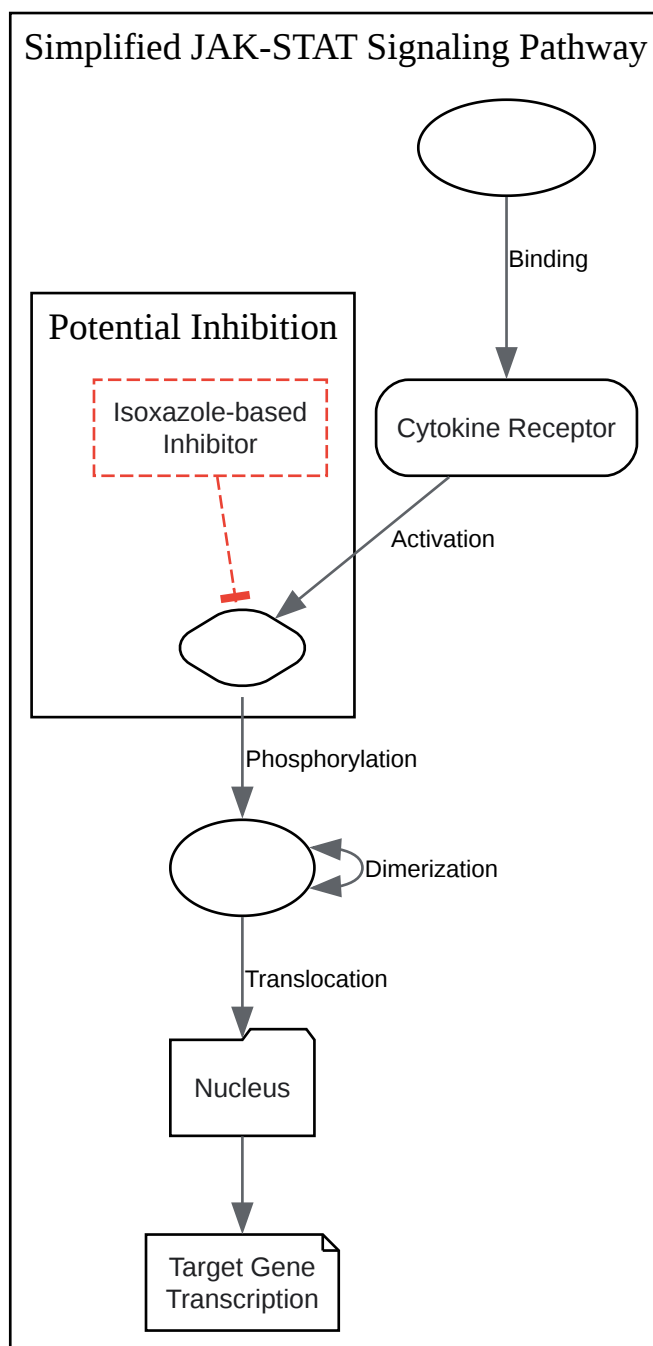 Simplified JAK-STAT Signaling Pathway
Binding
Potential Inhibition
Isoxazole-based
Inhibitor
Cytokine Receptor
Activation
Phosphorylation
Dimerization
Translocation
Nucleus
Target Gene
Transcription